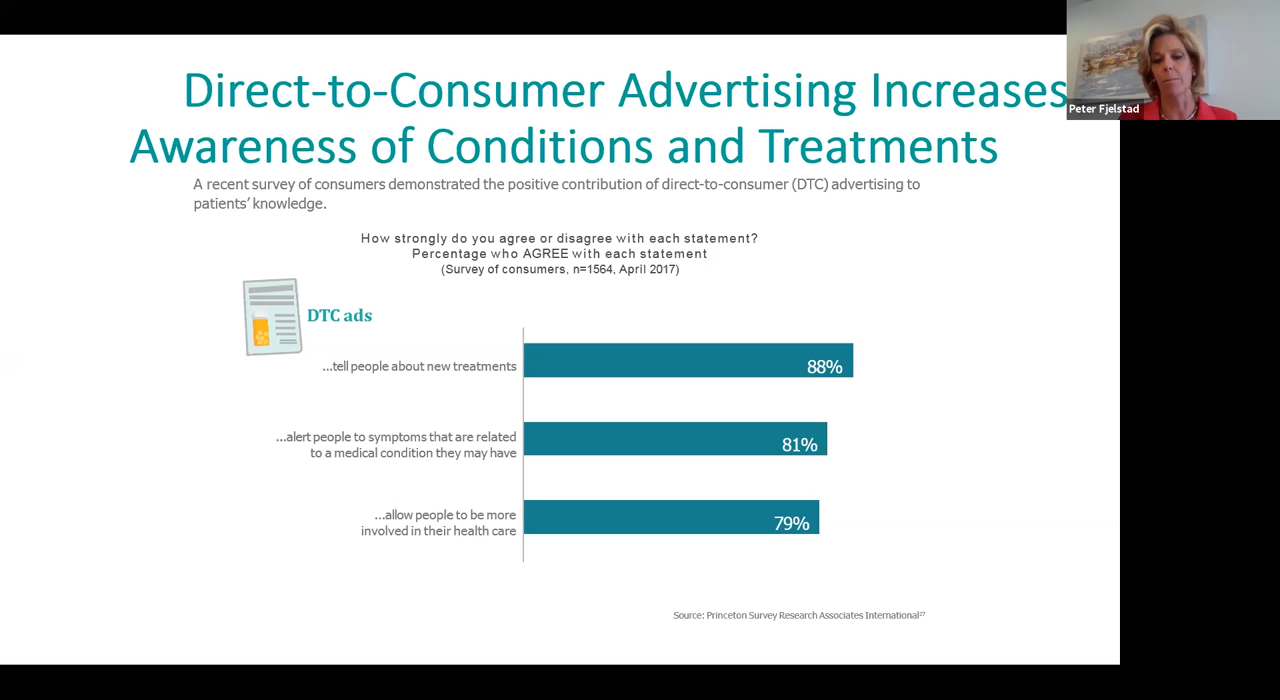 Direct-to-Consumer Advertising Increases
Awareness of Conditions and Treatments
Peter Fjelstad
A recent survey of consumers demonstrated the positive contribution of direct-to-consumer (DTC) advertising to
patients' knowledge.
How strongly do you agree or disagree with each statement?
Percentage who AGREE with each statement
(Survey of consumers, n=1564, April 2017)
DTC ads
...tell people about new treatments
88%
...alert people to symptoms that are related
to a medical condition they may have
81%
...allow people to be more
involved in their health care
79%
Source: Princeton Survey Research Associates International²⁷